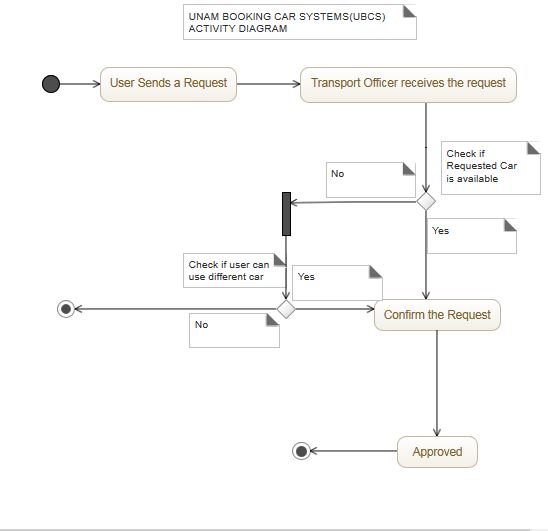 UNAM BOOKING CAR SYSTEMS(UBCS)
ACTIVITY DIAGRAM
User Sends a Request
Transport Officer receives the request
Check if
Requested Car
is available
No
Yes
Check if user can
use different car
Yes
No
Confirm the Request
Approved